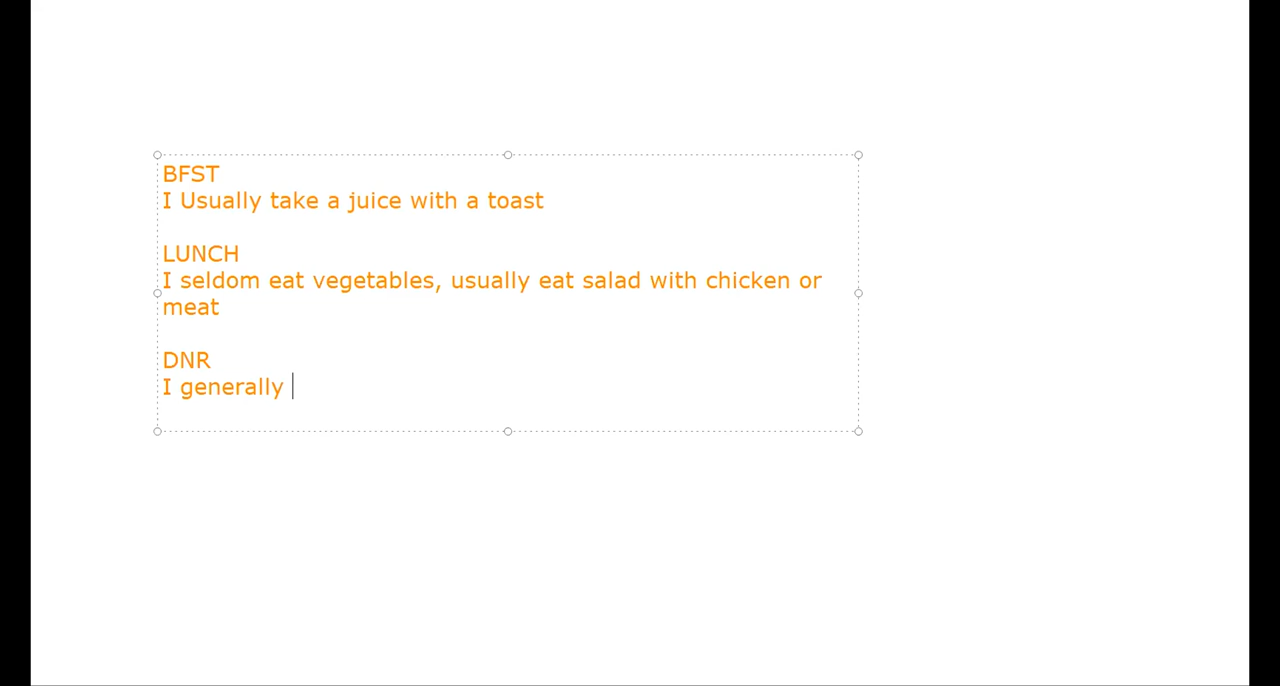 BFST
I Usually take a juice with a toast
LUNCH
I seldom eat vegetables, usually eat salad with chicken or
meat
DNR
I generally